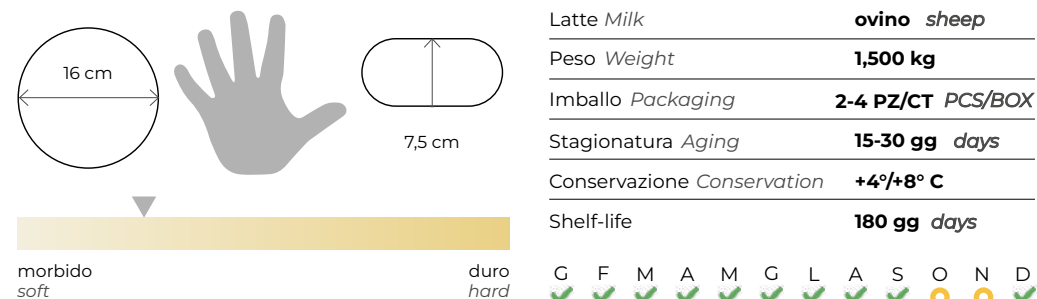 16 cm
7,5 cm
morbido
soft
duro
hard
Latte Milk ovino sheep
Peso Weight 1,500 kg
Imballo Packaging 2-4 PZ/CT PCS/BOX
Stagionatura Aging 15-30 gg days
Conservazione Conservation +4°/+8° C
Shelf-life 180 gg days
G F M A M G L A S O N D